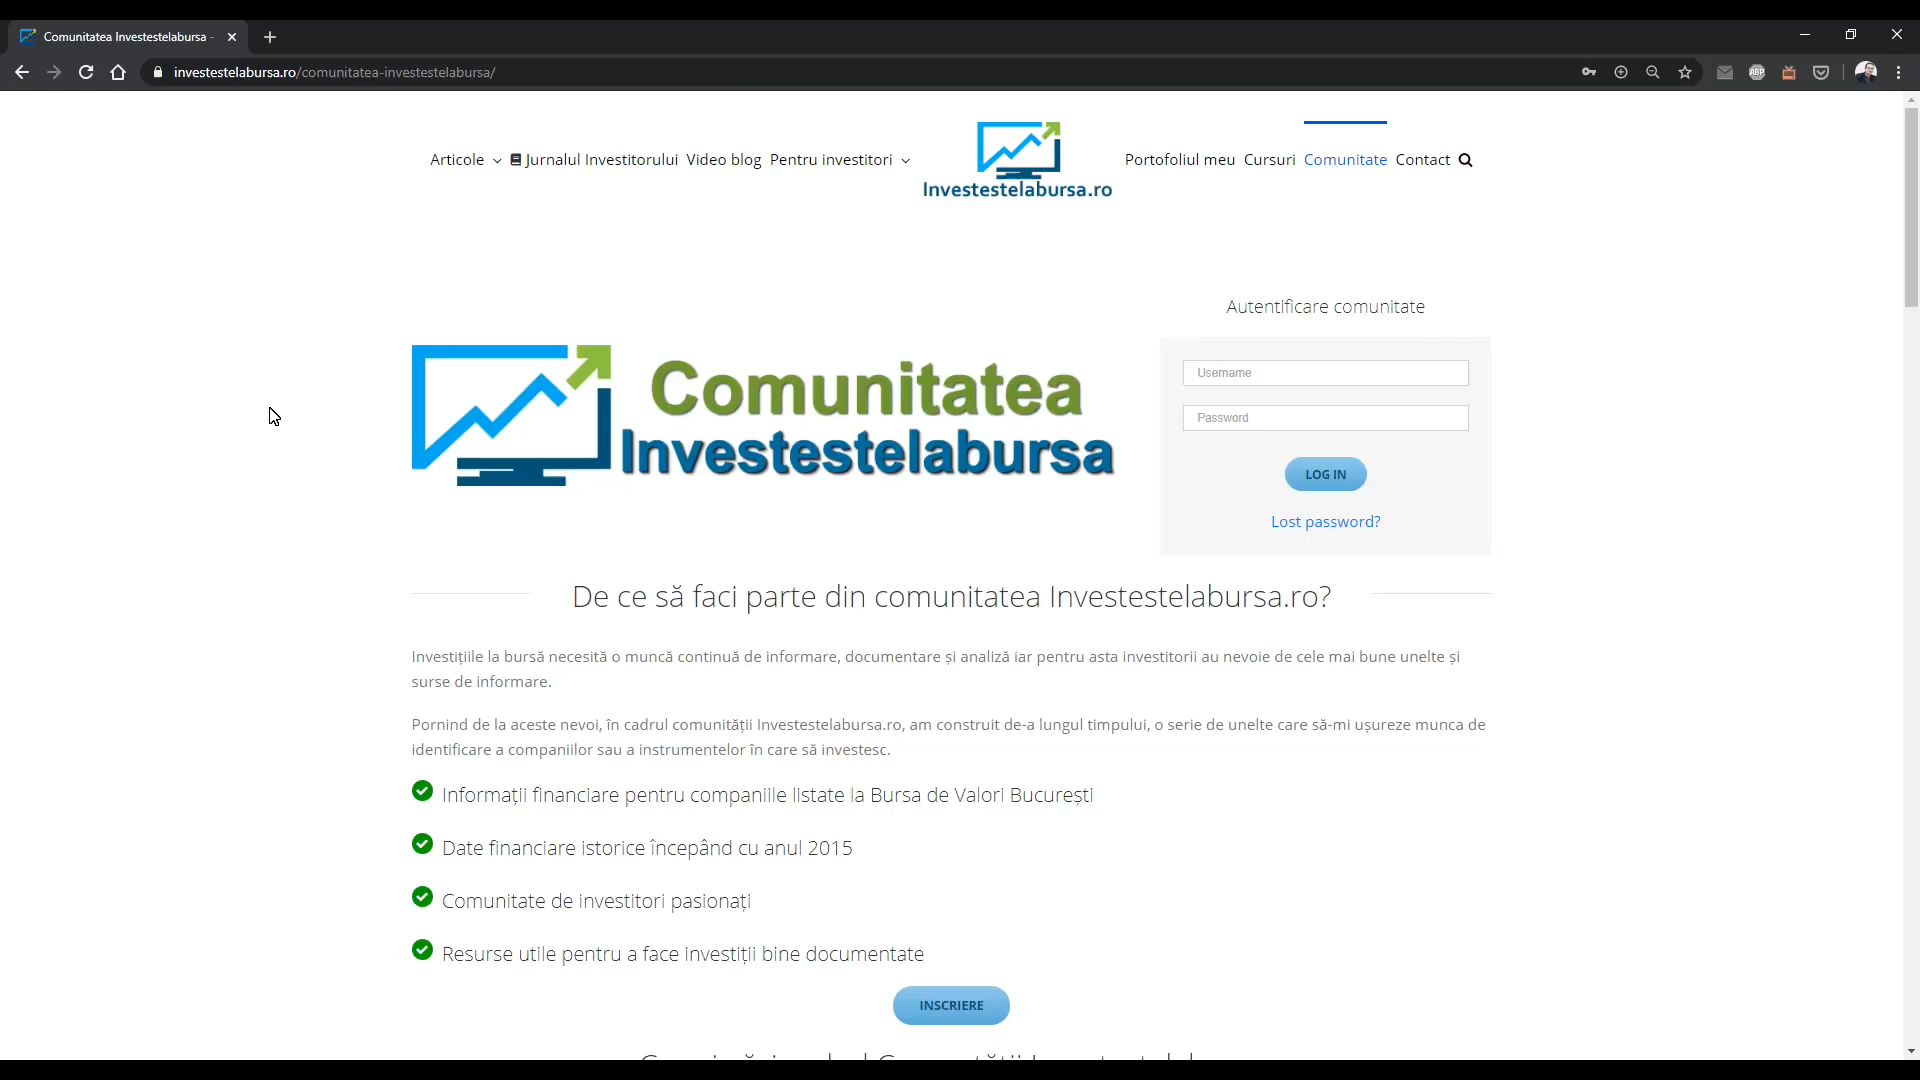 Comunitatea Investestelabursa -
investestelabursa.ro/comunitatea-investestelabursa/
ABP
Articole Jurnalul Investitorului Video blog Pentru investitori Investestelabursa.ro Portofoliul meu Cursuri Comunitate Contact
Autentificare comunitate
Comunitatea
Investestelabursa
Username
Password
LOG IN
Lost password?
De ce să faci parte din comunitatea Investestelabursa.ro?
Investițiile la bursă necesită o muncă continuă de informare, documentare și analiză iar pentru asta investitorii au nevoie de cele mai bune unelte și
surse de informare.
Pornind de la aceste nevoi, în cadrul comunității Investestelabursa.ro, am construit de-a lungul timpului, o serie de unelte care să-mi ușureze munca de
identificare a companiilor sau a instrumentelor în care să investesc.
Informații financiare pentru companiile listate la Bursa de Valori București
Date financiare istorice începând cu anul 2015
Comunitate de investitori pasionați
Resurse utile pentru a face investiții bine documentate
INSCRIERE